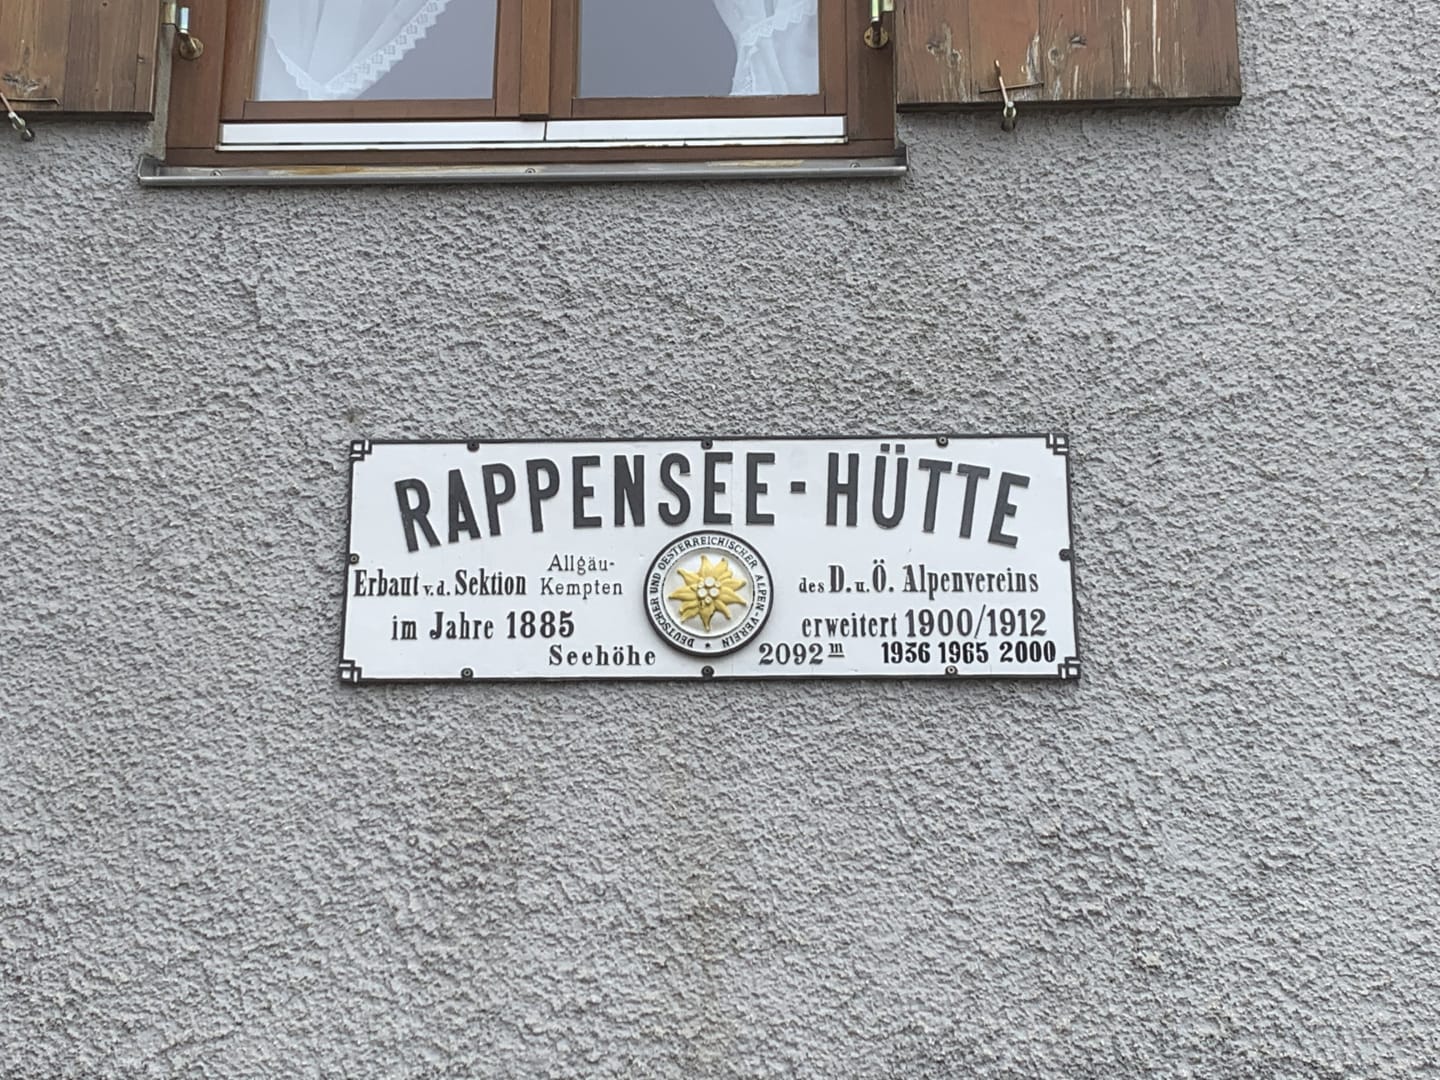 RAPPENSEE-HÜTTE
Erbaut v. d. Sektion Allgäu-Kempten des D. u. Ö. Alpenvereins
im Jahre 1885 erweitert 1900/1912
Seehöhe 2092 m 1936 1965 2000
DEUTSCHER UND OESTERREICHISCHER ALPEN-VEREIN